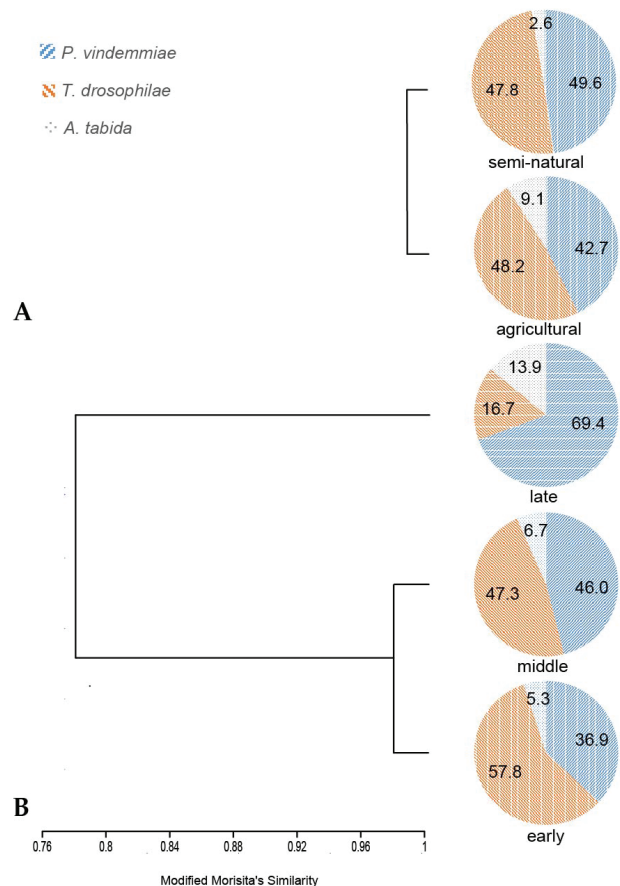 P. vindemmiae
T. drosophilae
A. tabida
2.6
47.8
49.6
semi-natural
9.1
42.7
48.2
A
agricultural
13.9
16.7
69.4
late
6.7
47.3
46.0
middle
5.3
36.9
57.8
B
early
0.76 0.8 0.84 0.88 0.92 0.96 1
Modified Morisita's Similarity